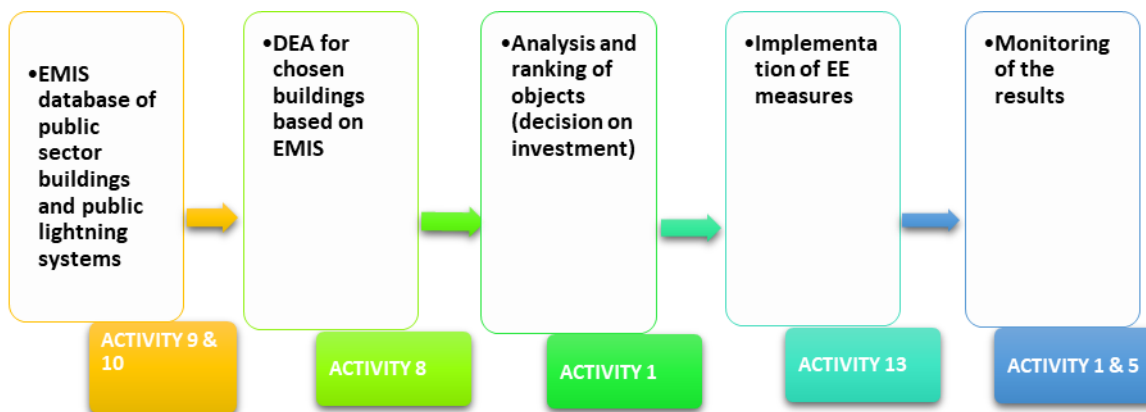 •EMIS
database of
public
sector
buildings
and public
lightning
systems
ACTIVITY 9 &
10
•DEA for
chosen
buildings
based on
EMIS
ACTIVITY 8
•Analysis and
ranking of
objects
(decision on
investment)
ACTIVITY 1
•Implementa
tion of EE
measures
ACTIVITY 13
•Monitoring
of the
results
ACTIVITY 1 & 5